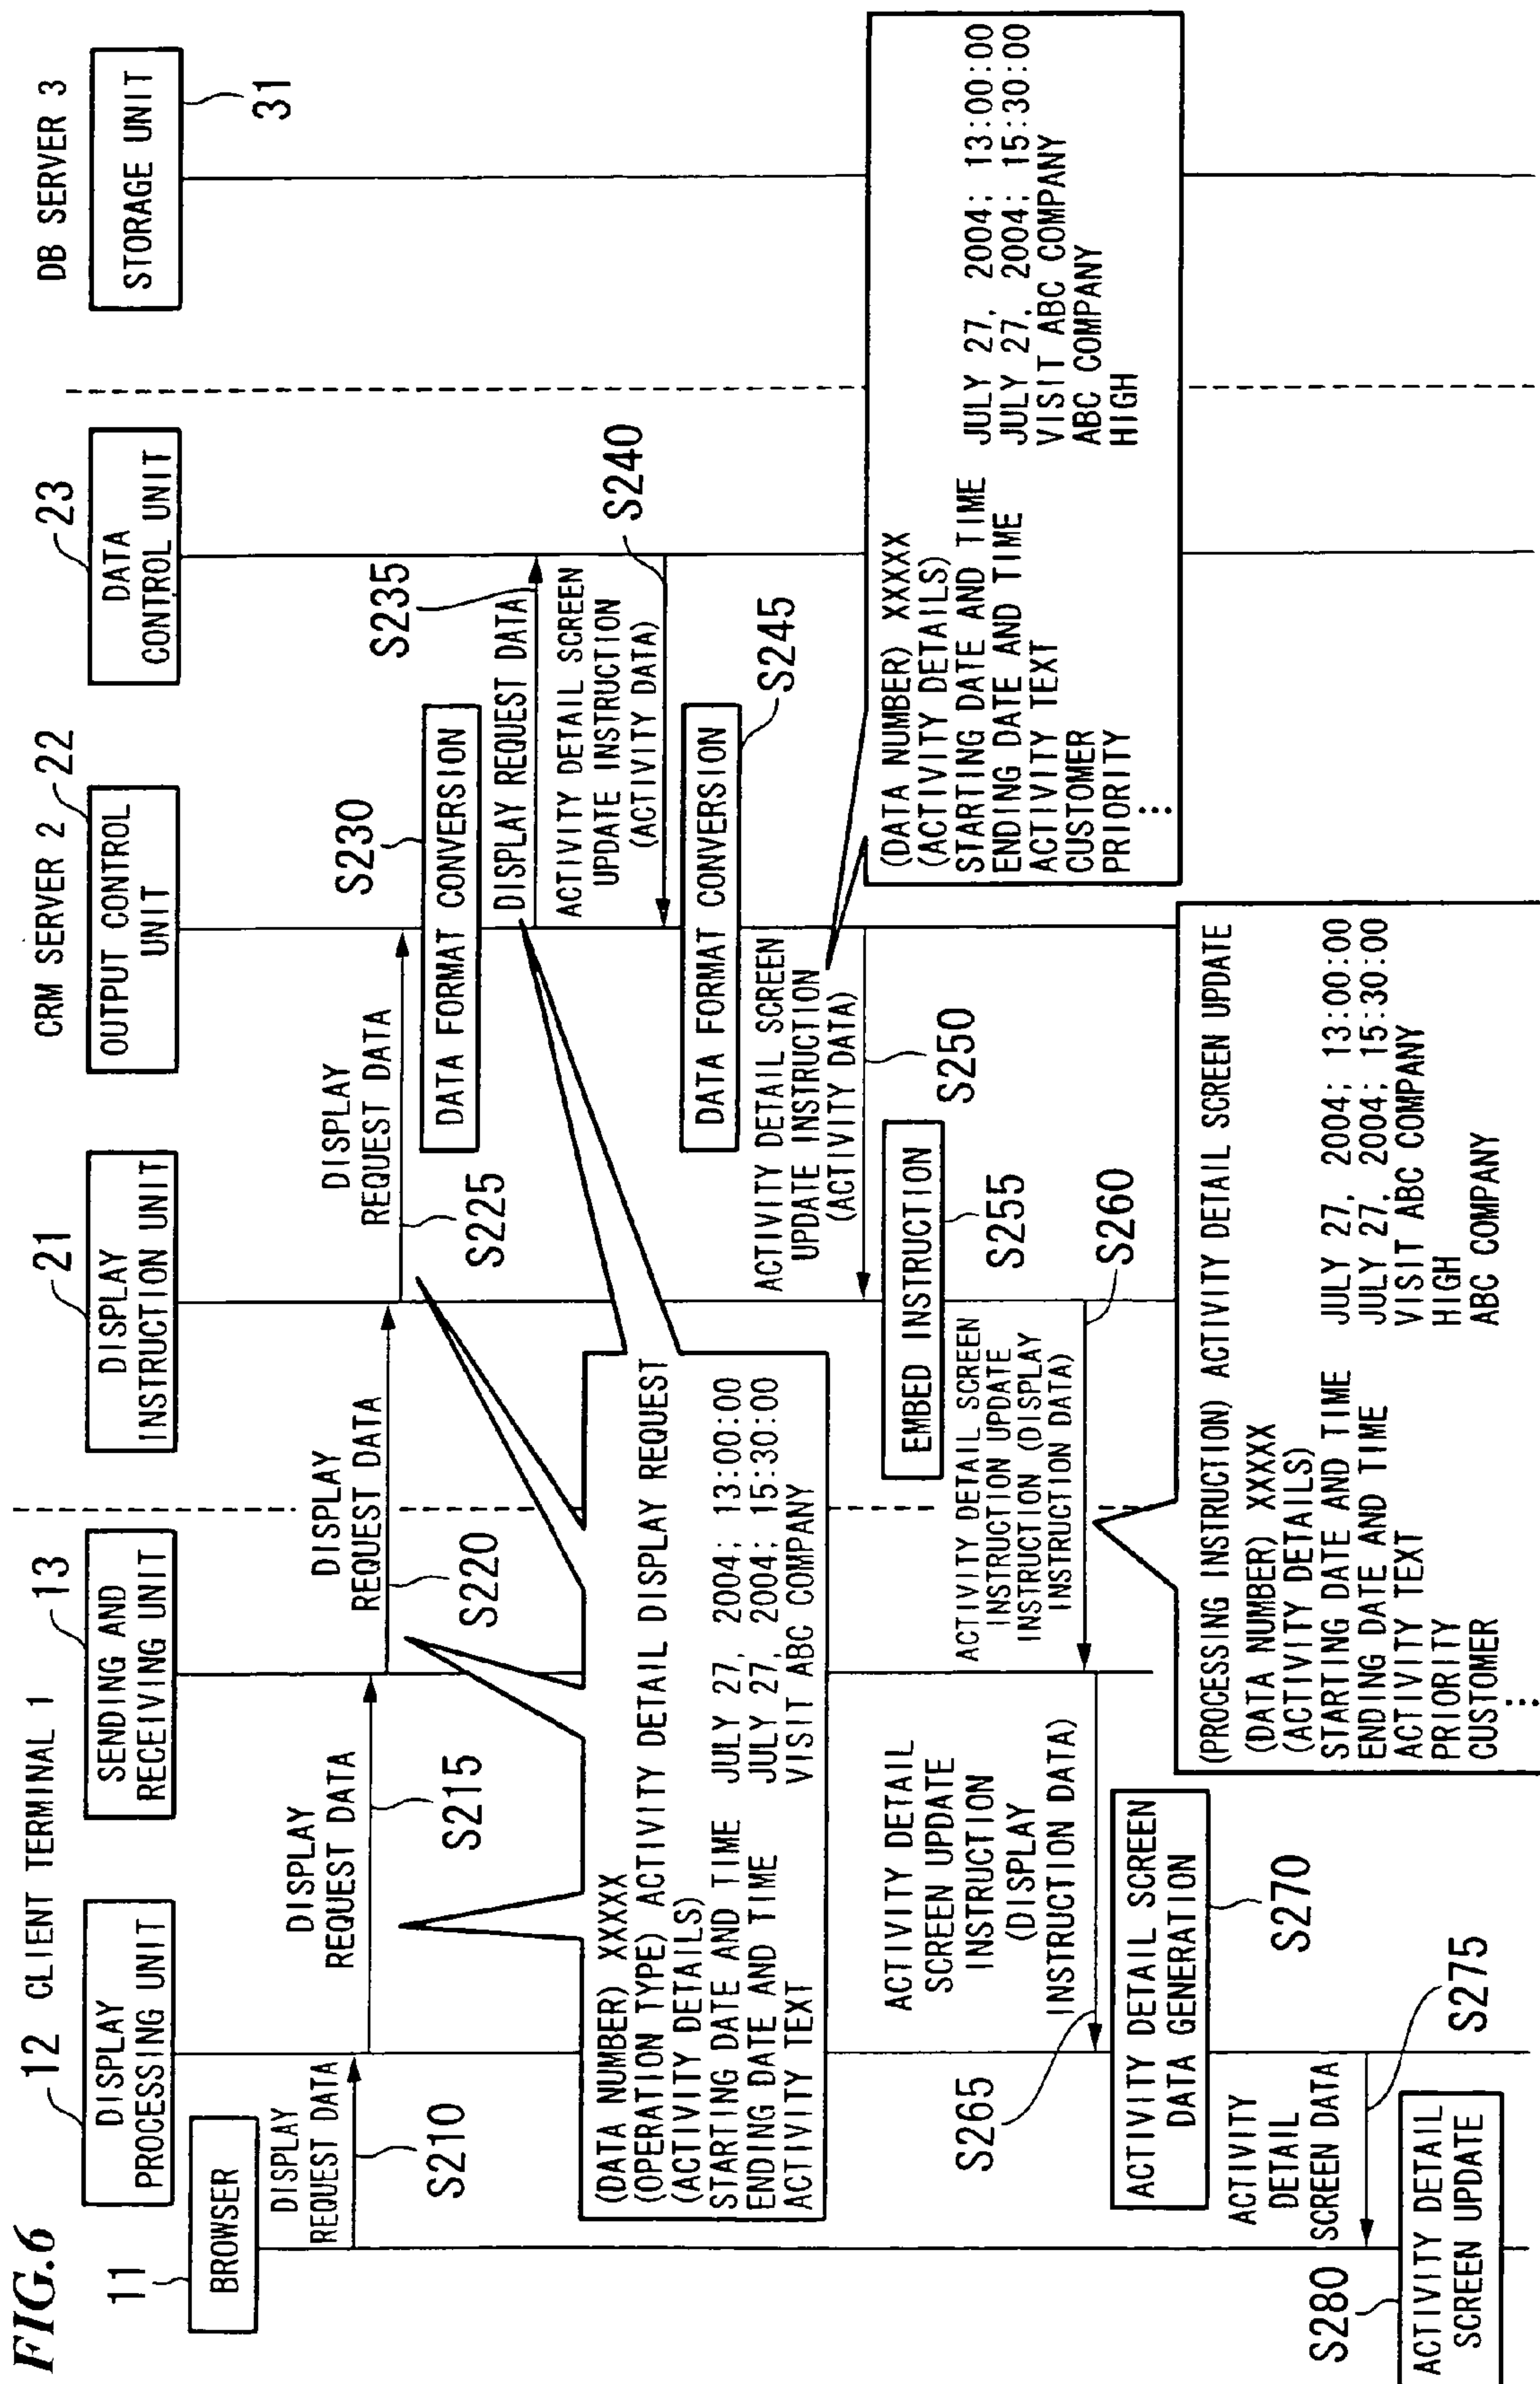 FIG.6
12 CLIENT TERMINAL 1
13
21
CRM SERVER 2
22
23
DB SERVER 3
11
BROWSER
DISPLAY
PROCESSING UNIT
SENDING AND
RECEIVING UNIT
DISPLAY
INSTRUCTION UNIT
OUTPUT CONTROL
UNIT
DATA
CONTROL UNIT
STORAGE UNIT
31
DISPLAY
REQUEST DATA
S210
DISPLAY
REQUEST DATA
S215
DISPLAY
REQUEST DATA
S220
DISPLAY
REQUEST DATA
S225
S230
DATA FORMAT CONVERSION
S235
DISPLAY REQUEST DATA
ACTIVITY DETAIL SCREEN
UPDATE INSTRUCTION
(ACTIVITY DATA)
S240
DATA FORMAT CONVERSION
S245
(DATA NUMBER) XXXXX
(OPERATION TYPE) ACTIVITY DETAIL DISPLAY REQUEST
(ACTIVITY DETAILS)
STARTING DATE AND TIME JULY 27, 2004; 13:00:00
ENDING DATE AND TIME JULY 27, 2004; 15:30:00
ACTIVITY TEXT VISIT ABC COMPANY
ACTIVITY DETAIL SCREEN
UPDATE INSTRUCTION
(ACTIVITY DATA)
S250
(DATA NUMBER) XXXXX
(ACTIVITY DETAILS)
STARTING DATE AND TIME JULY 27, 2004; 13:00:00
ENDING DATE AND TIME JULY 27, 2004; 15:30:00
ACTIVITY TEXT VISIT ABC COMPANY
CUSTOMER ABC COMPANY
PRIORITY HIGH
⋮
EMBED INSTRUCTION
S255
ACTIVITY DETAIL SCREEN
INSTRUCTION UPDATE
INSTRUCTION (DISPLAY
INSTRUCTION DATA)
S260
ACTIVITY DETAIL
SCREEN UPDATE
INSTRUCTION
(DISPLAY
INSTRUCTION DATA)
S265
ACTIVITY DETAIL SCREEN
DATA GENERATION
S270
(PROCESSING INSTRUCTION) ACTIVITY DETAIL SCREEN UPDATE
(DATA NUMBER) XXXXX
(ACTIVITY DETAILS)
STARTING DATE AND TIME JULY 27, 2004; 13:00:00
ENDING DATE AND TIME JULY 27, 2004; 15:30:00
ACTIVITY TEXT VISIT ABC COMPANY
PRIORITY HIGH
CUSTOMER ABC COMPANY
⋮
ACTIVITY
DETAIL
SCREEN DATA
S275
S280
ACTIVITY DETAIL
SCREEN UPDATE